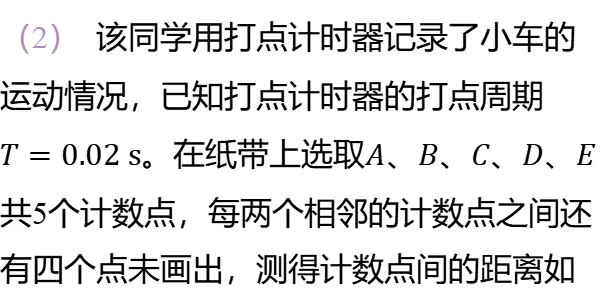 （2） 该同学用打点计时器记录了小车的
运动情况，已知打点计时器的打点周期
T = 0.02 s。在纸带上选取A、B、C、D、E
共5个计数点，每两个相邻的计数点之间还
有四个点未画出，测得计数点间的距离如